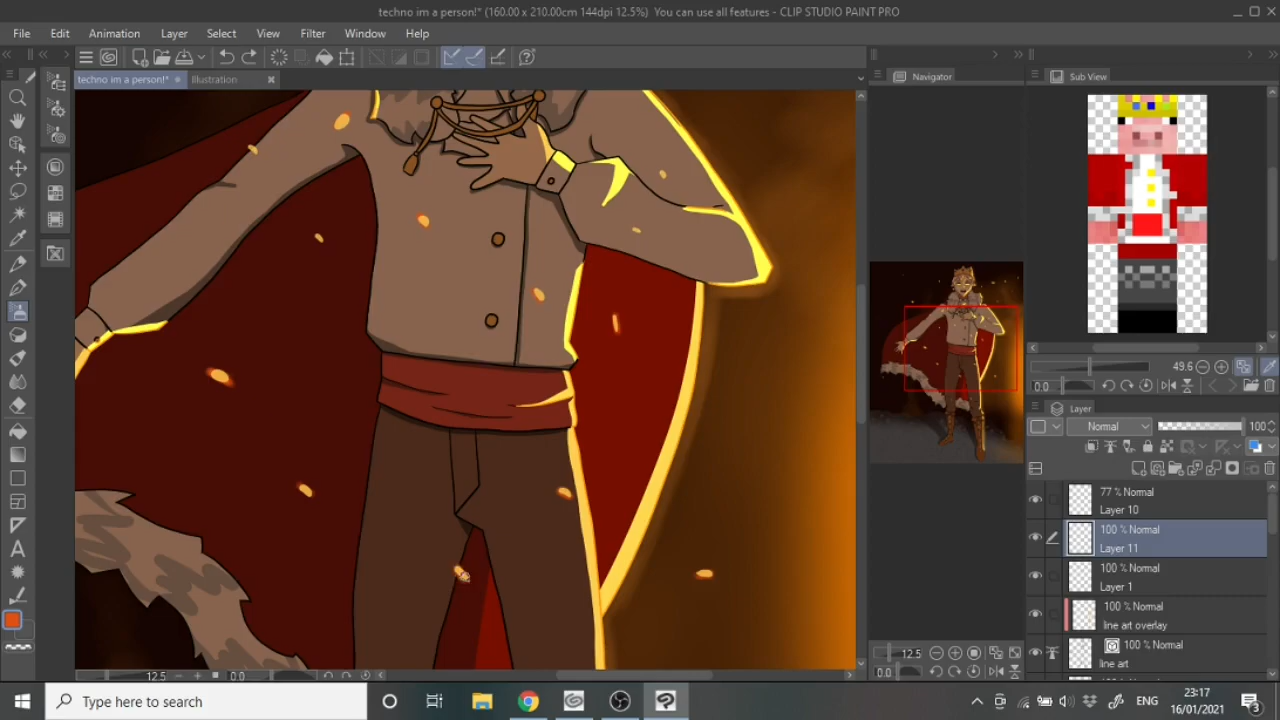 techno im a person!* (160.00 x 210.00cm 144dpi 12.5%)  You can use all features - CLIP STUDIO PAINT PRO
File Edit Animation Layer Select View Filter Window Help
techno im a person!* Illustration
Navigator
Sub View
49.6
0.0
Layer
Normal 100
77 % Normal
Layer 10
100 % Normal
Layer 11
100 % Normal
Layer 1
100 % Normal
line art overlay
100 % Normal
line art
12.5
0.0
12.5 0.0
Type here to search
ENG
23:17
16/01/2021
3